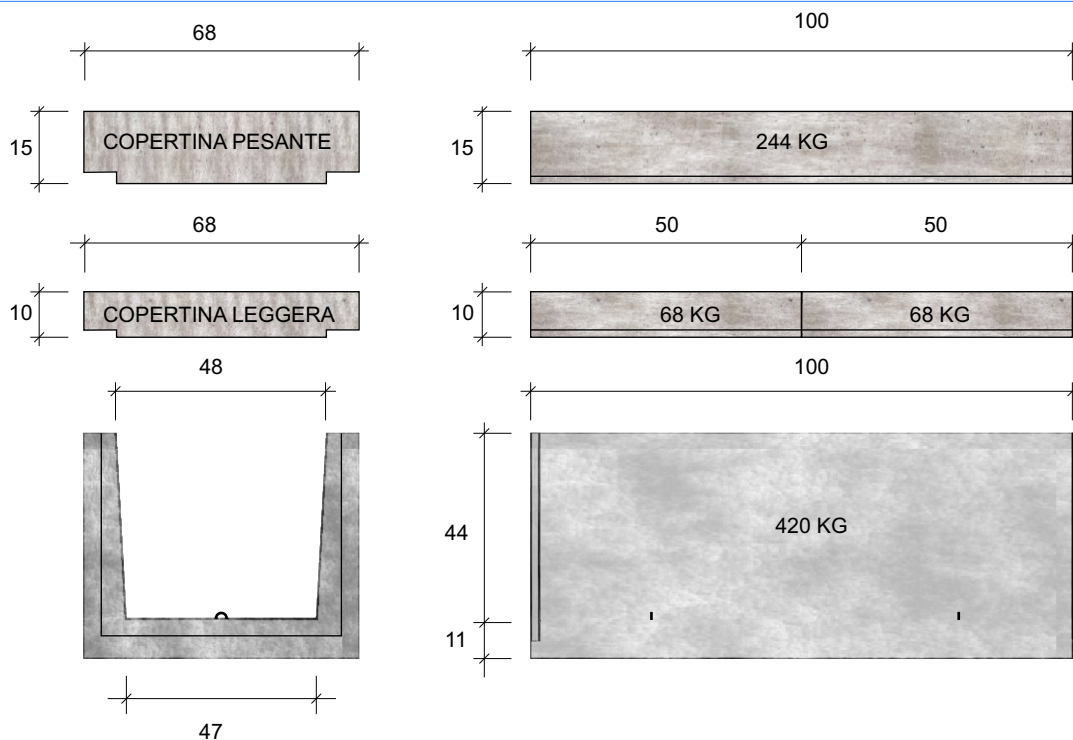 68
100
15
COPERTINA PESANTE
15
244 KG
68
50
50
10
COPERTINA LEGGERA
10
68 KG
68 KG
48
100
44
420 KG
11
47